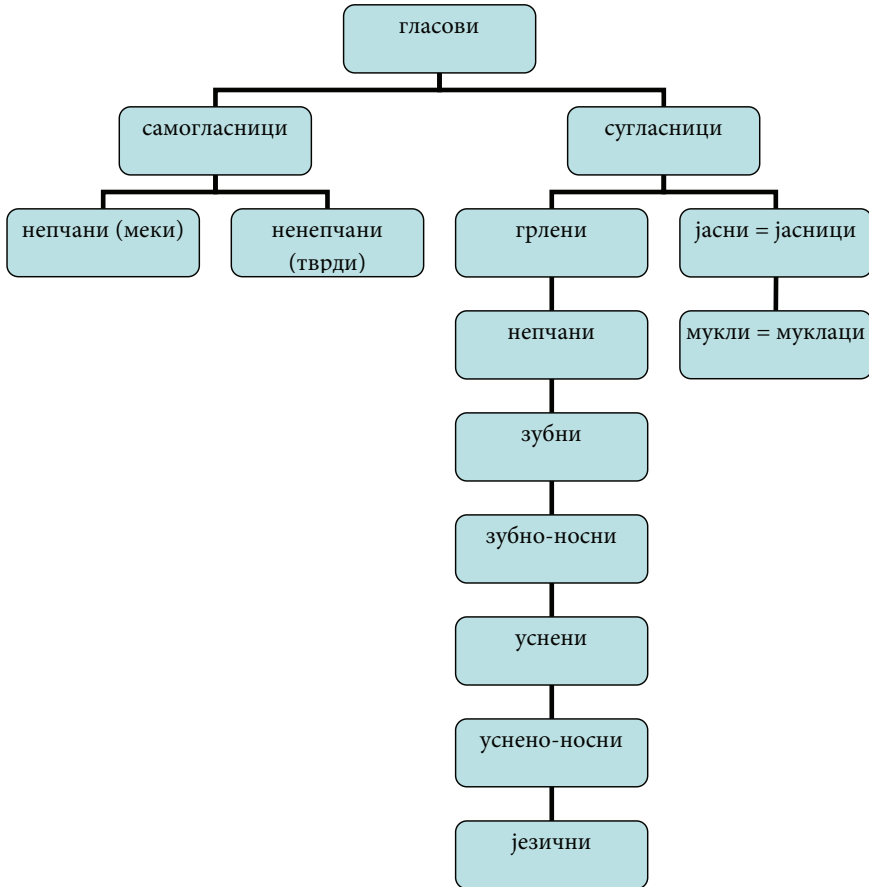 гласови
самогласници
сугласници
непчани (меки)
ненепчани
(тврди)
грлени
јасни = јасници
непчани
мукли = муклаци
зубни
зубно-носни
уснени
уснено-носни
језични